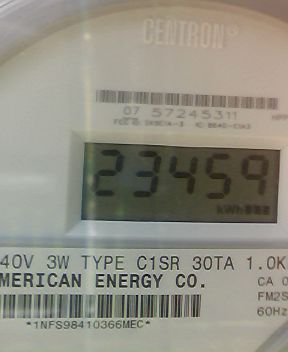 CENTRON®
07 57245311
23459
kWh
40V 3W TYPE C1SR 30TA 1.0K
MERICAN ENERGY CO.
CA 0
FM2S
60Hz
*1NFS98410366MEC*